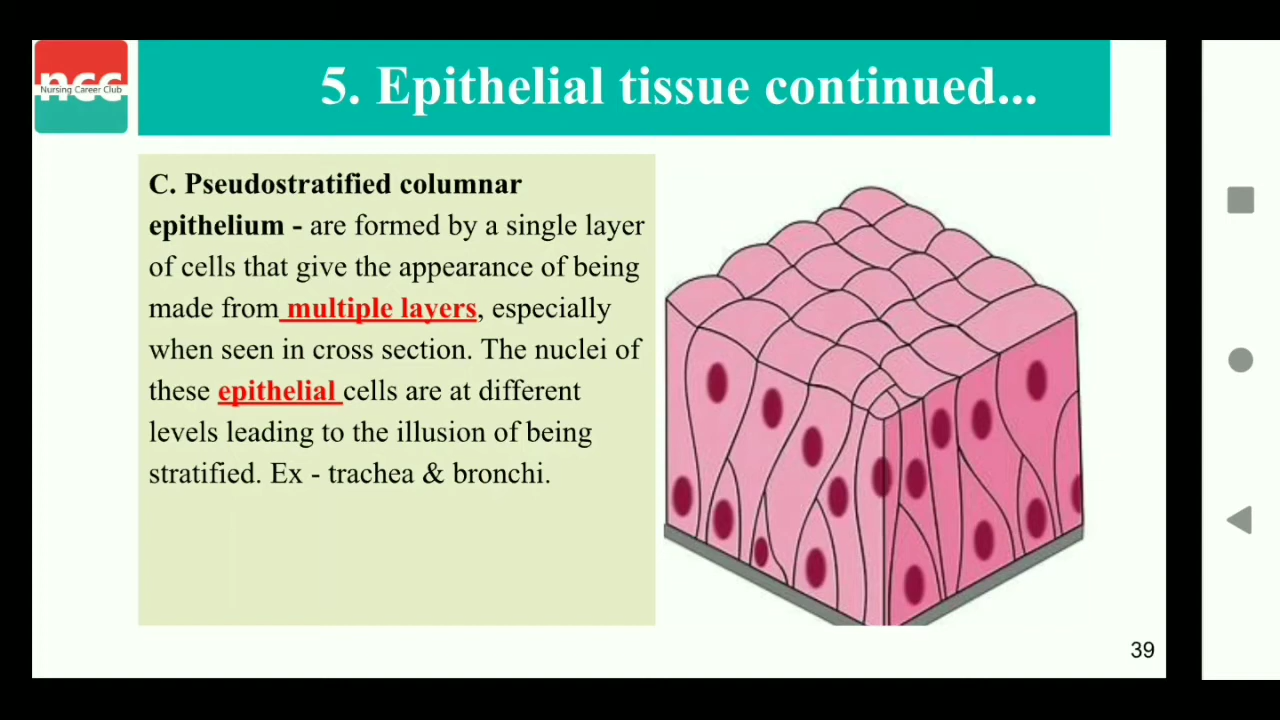 ncc
Nursing Career Club
5. Epithelial tissue continued...
C. Pseudostratified columnar
epithelium - are formed by a single layer
of cells that give the appearance of being
made from multiple layers, especially
when seen in cross section. The nuclei of
these epithelial cells are at different
levels leading to the illusion of being
stratified. Ex - trachea & bronchi.
39